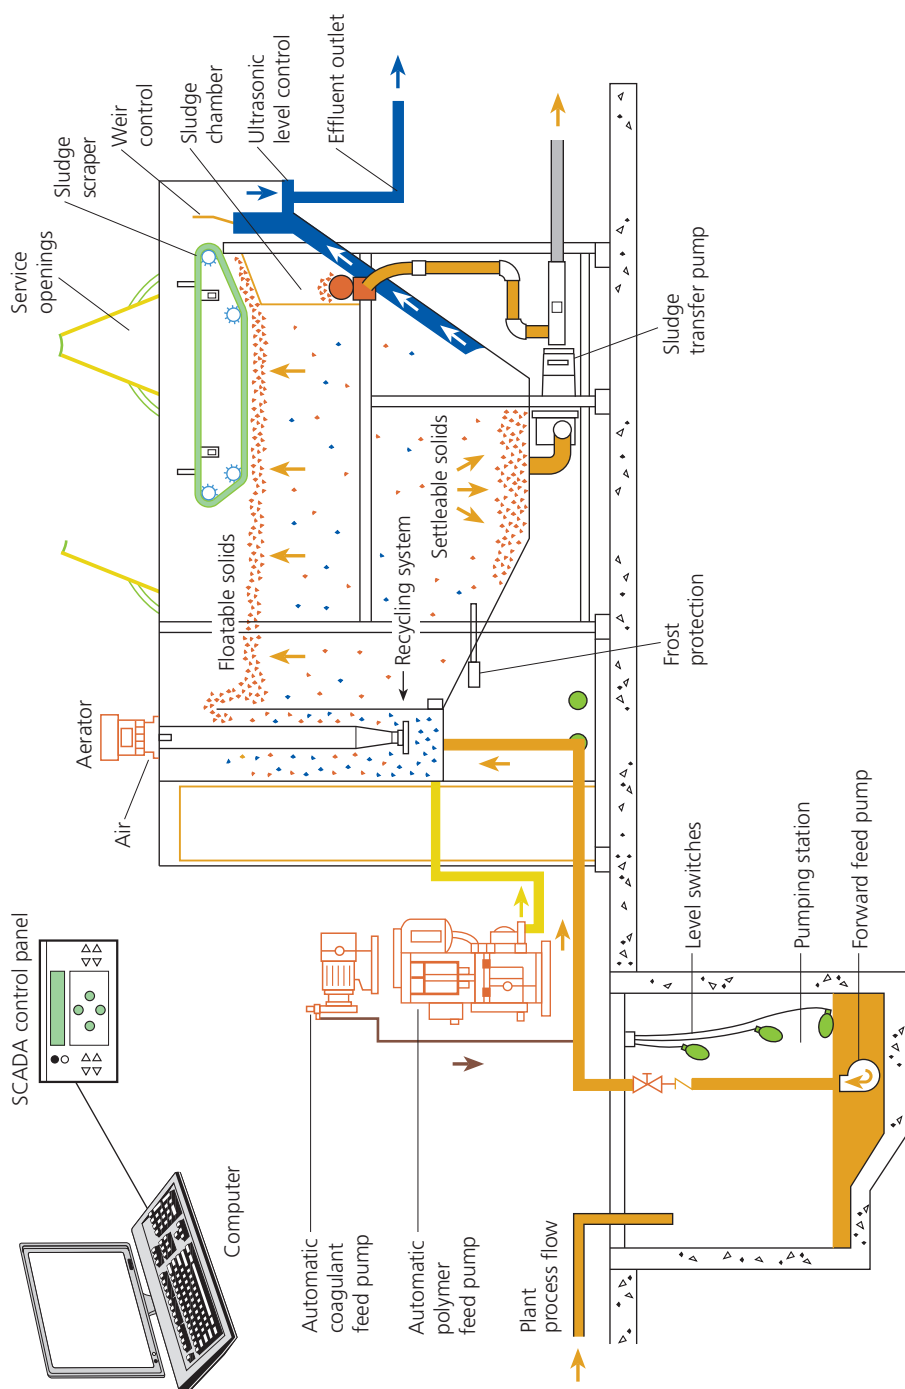 SCADA control panel
Computer
Automatic
coagulant
feed pump
Automatic
polymer
feed pump
Plant
process flow
Level switches
Pumping station
Forward feed pump
Air
Aerator
Floatable solids
Recycling system
Settleable solids
Frost
protection
Service
openings
Sludge
scraper
Weir
control
Sludge
chamber
Ultrasonic
level control
Effluent outlet
Sludge
transfer pump